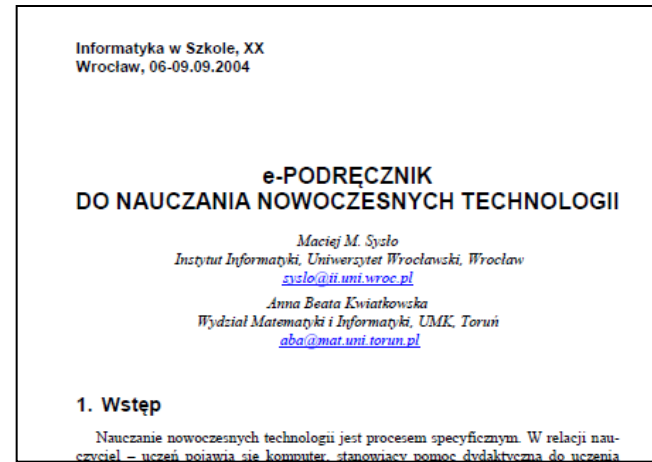 Informatyka w Szkole, XX
Wrocław, 06-09.09.2004
e-PODRĘCZNIK
DO NAUCZANIA NOWOCZESNYCH TECHNOLOGII
Maciej M. Sysło
Instytut Informatyki, Uniwersytet Wrocławski, Wrocław
syslo@ii.uni.wroc.pl
Anna Beata Kwiatkowska
Wydział Matematyki i Informatyki, UMK, Toruń
aba@mat.uni.torun.pl
1. Wstęp
Nauczanie nowoczesnych technologii jest procesem specyficznym. W relacji nau-
czyciel – uczeń pojawia się komputer, stanowiący pomoc dydaktyczną do uczenia